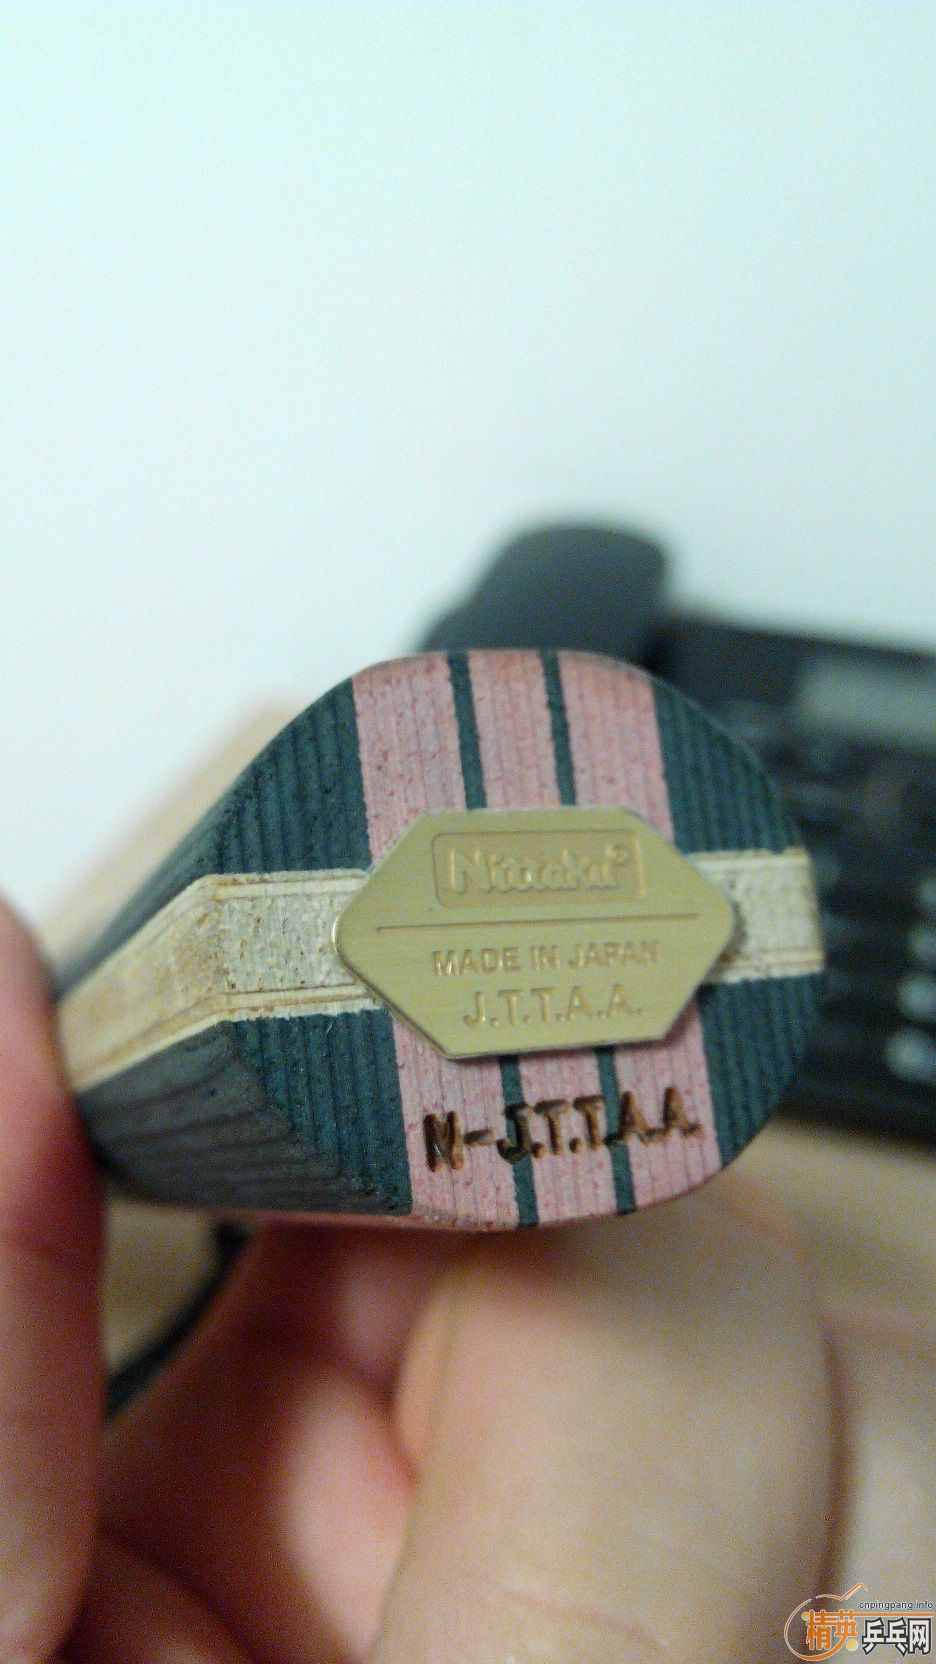 Nittaku
MADE IN JAPAN
J.T.T.A.A.
N-J.T.T.A.A.
cnpingpang.info
精英乒乓网